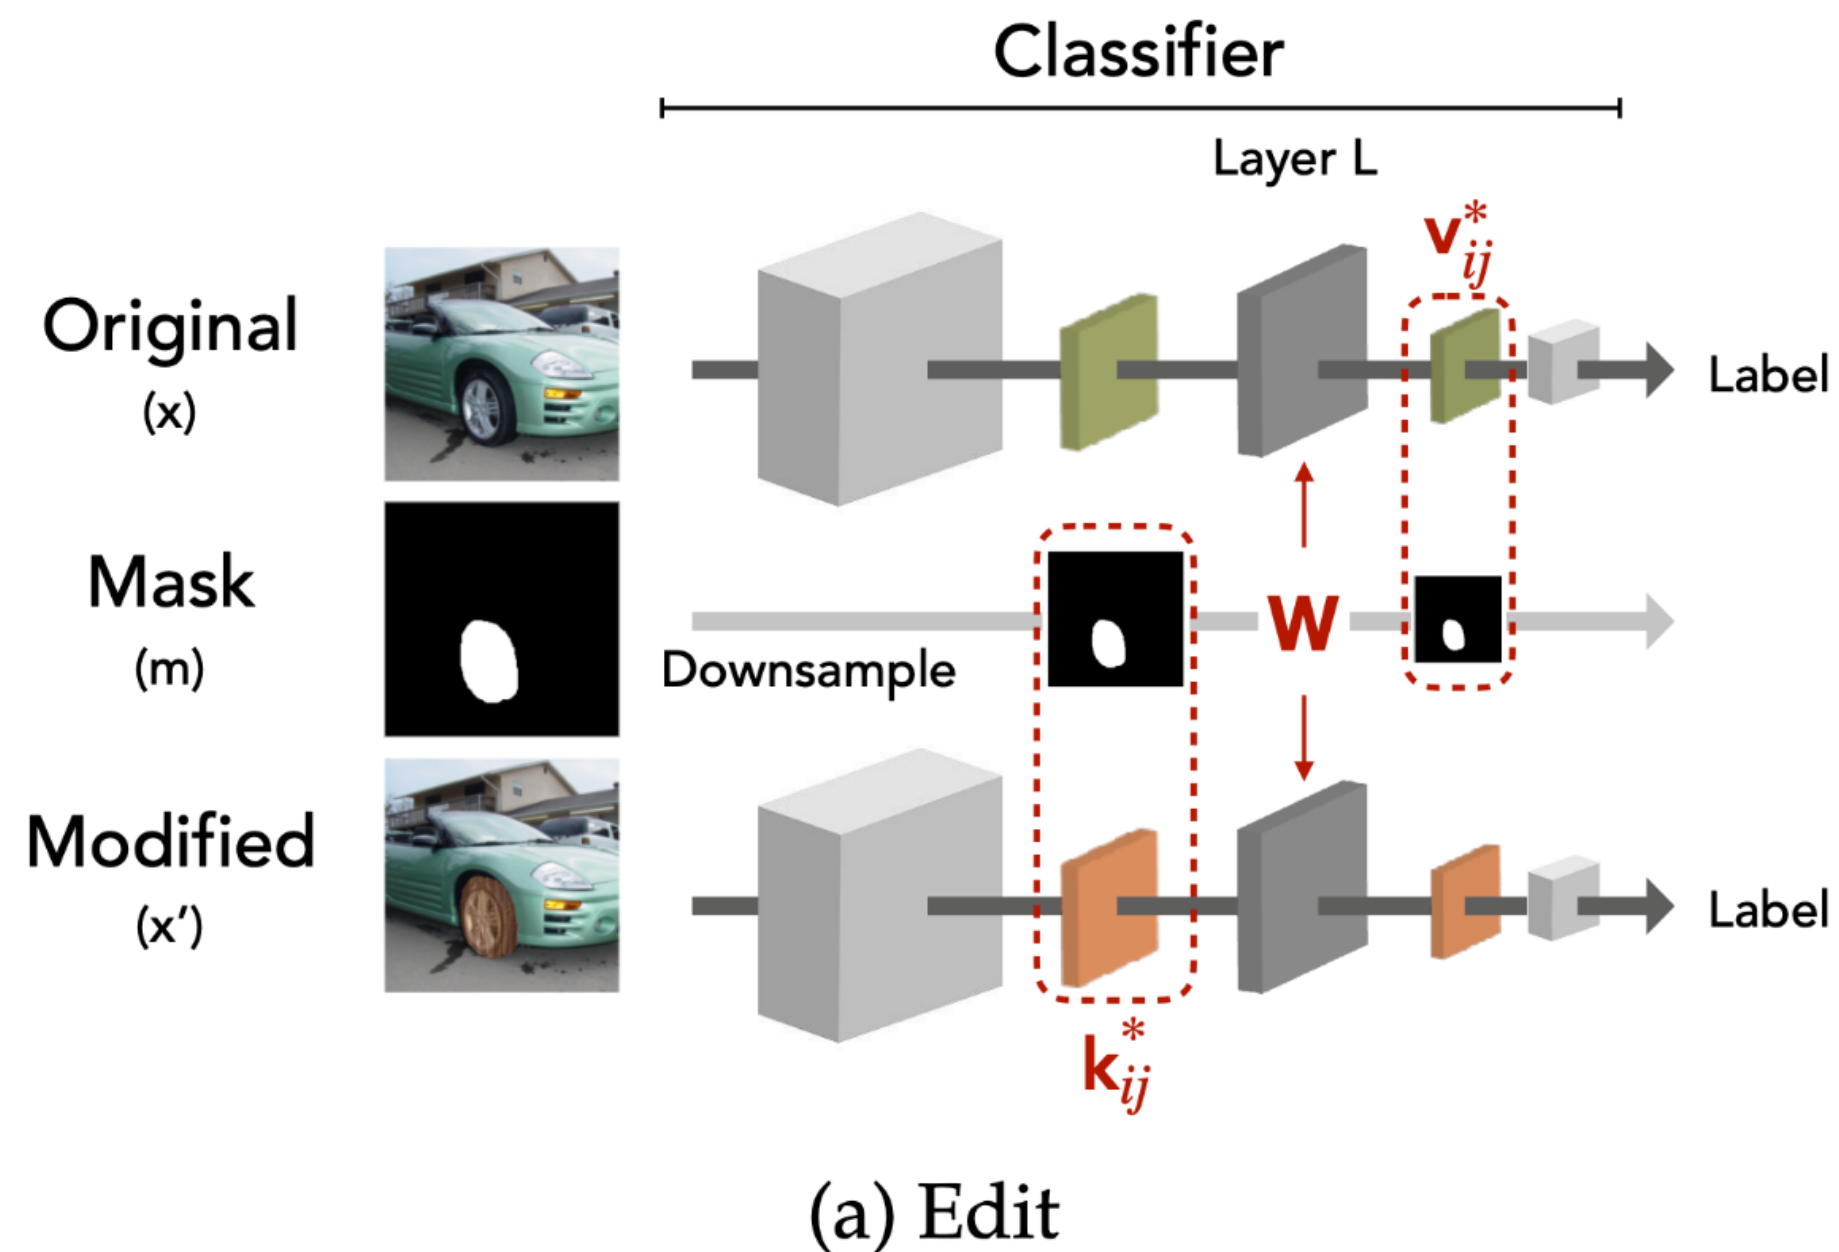 Classifier
Layer L
v*ij
Original
(x)
Label
Mask
(m)
Downsample
W
Modified
(x′)
Label
k*ij
(a) Edit